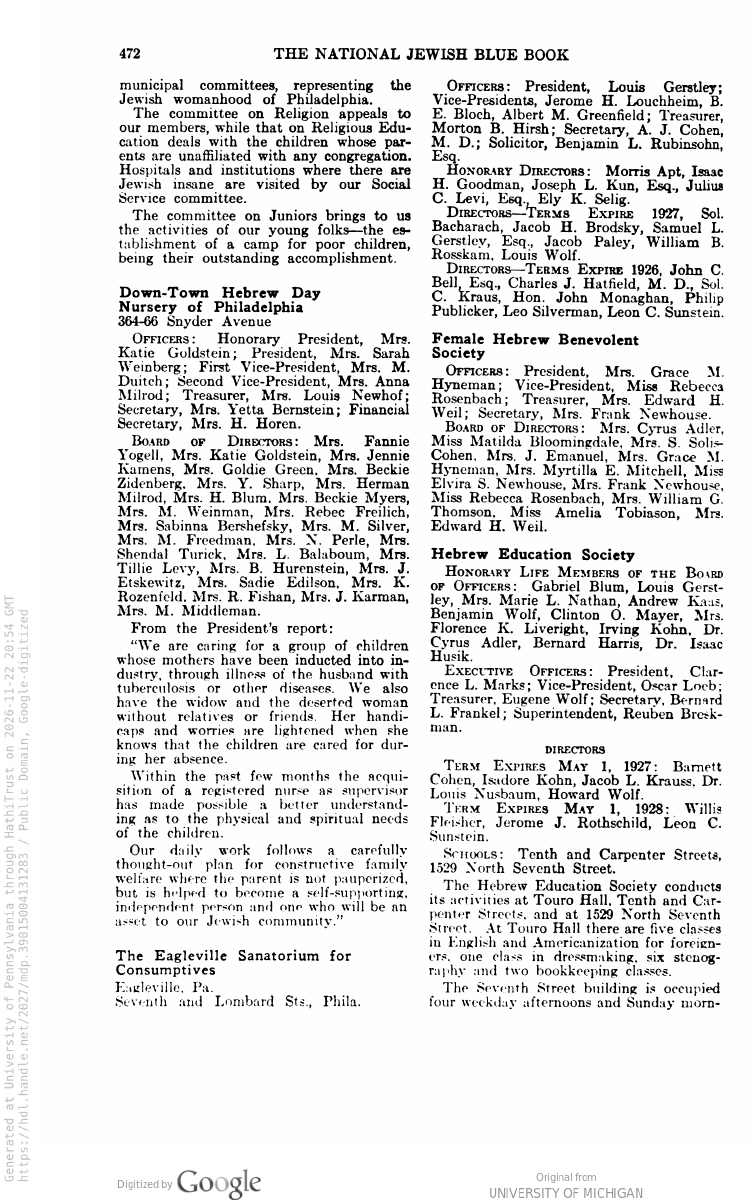 472 THE NATIONAL JEWISH BLUE BOOK
municipal committees, representing the
Jewish womanhood of Philadelphia.
The committee on Religion appeals to
our members, while that on Religious Edu-
cation deals with the children whose par-
ents are unaffiliated with any congregation.
Hospitals and institutions where there are
Jewish insane are visited by our Social
Service committee.
The committee on Juniors brings to us
the activities of our young folks—the es-
tablishment of a camp for poor children,
being their outstanding accomplishment.
Down-Town Hebrew Day
Nursery of Philadelphia
364-66 Snyder Avenue
OFFICERS: Honorary President, Mrs.
Katie Goldstein; President, Mrs. Sarah
Weinberg; First Vice-President, Mrs. M.
Duitch; Second Vice-President, Mrs. Anna
Milrod; Treasurer, Mrs. Louis Newhof;
Secretary, Mrs. Yetta Bernstein; Financial
Secretary, Mrs. H. Horen.
BOARD OF DIRECTORS: Mrs. Fannie
Yogell, Mrs. Katie Goldstein, Mrs. Jennie
Kamens, Mrs. Goldie Green, Mrs. Beckie
Zidenberg, Mrs. Y. Sharp, Mrs. Herman
Milrod, Mrs. H. Blum, Mrs. Beckie Myers,
Mrs. M. Weinman, Mrs. Rebec Freilich,
Mrs. Sabinna Bershefsky, Mrs. M. Silver,
Mrs. M. Freedman, Mrs. N. Perle, Mrs.
Shendal Turick, Mrs. L. Balaboum, Mrs.
Tillie Levy, Mrs. B. Hurenstein, Mrs. J.
Etskewitz, Mrs. Sadie Edilson, Mrs. K.
Rozenfeld, Mrs. R. Fishan, Mrs. J. Karman,
Mrs. M. Middleman.
From the President's report:
"We are caring for a group of children
whose mothers have been inducted into in-
dustry, through illness of the husband with
tuberculosis or other diseases. We also
have the widow and the deserted woman
without relatives or friends. Her handi-
caps and worries are lightened when she
knows that the children are cared for dur-
ing her absence.
Within the past few months the acqui-
sition of a registered nurse as supervisor
has made possible a better understand-
ing as to the physical and spiritual needs
of the children.
Our daily work follows a carefully
thought-out plan for constructive family
welfare where the parent is not pauperized,
but is helped to become a self-supporting,
independent person and one who will be an
asset to our Jewish community."
The Eagleville Sanatorium for
Consumptives
Eagleville, Pa.
Seventh and Lombard Sts., Phila.
OFFICERS: President, Louis Gerstley;
Vice-Presidents, Jerome H. Louchheim, B.
E. Bloch, Albert M. Greenfield; Treasurer,
Morton B. Hirsh; Secretary, A. J. Cohen,
M. D.; Solicitor, Benjamin L. Rubinsohn,
Esq.
HONORARY DIRECTORS: Morris Apt, Isaac
H. Goodman, Joseph L. Kun, Esq., Julius
C. Levi, Esq., Ely K. Selig.
DIRECTORS—TERMS EXPIRE 1927, Sol.
Bacharach, Jacob H. Brodsky, Samuel L.
Gerstley, Esq., Jacob Paley, William B.
Rosskam, Louis Wolf.
DIRECTORS—TERMS EXPIRE 1926, John C.
Bell, Esq., Charles J. Hatfield, M. D., Sol.
C. Kraus, Hon. John Monaghan, Philip
Publicker, Leo Silverman, Leon C. Sunstein.
Female Hebrew Benevolent
Society
OFFICERS: President, Mrs. Grace M.
Hyneman; Vice-President, Miss Rebecca
Rosenbach; Treasurer, Mrs. Edward H.
Weil; Secretary, Mrs. Frank Newhouse.
BOARD OF DIRECTORS: Mrs. Cyrus Adler,
Miss Matilda Bloomingdale, Mrs. S. Solis-
Cohen, Mrs. J. Emanuel, Mrs. Grace M.
Hyneman, Mrs. Myrtilla E. Mitchell, Miss
Elvira S. Newhouse, Mrs. Frank Newhouse,
Miss Rebecca Rosenbach, Mrs. William G.
Thomson, Miss Amelia Tobiason, Mrs.
Edward H. Weil.
Hebrew Education Society
HONORARY LIFE MEMBERS OF THE BOARD
OF OFFICERS: Gabriel Blum, Louis Gerst-
ley, Mrs. Marie L. Nathan, Andrew Kaas,
Benjamin Wolf, Clinton O. Mayer, Mrs.
Florence K. Liveright, Irving Kohn, Dr.
Cyrus Adler, Bernard Harris, Dr. Isaac
Husik.
EXECUTIVE OFFICERS: President, Clar-
ence L. Marks; Vice-President, Oscar Loeb;
Treasurer, Eugene Wolf; Secretary, Bernard
L. Frankel; Superintendent, Reuben Bresk-
man.
DIRECTORS
TERM EXPIRES MAY 1, 1927: Barnett
Cohen, Isadore Kohn, Jacob L. Krauss, Dr.
Louis Nusbaum, Howard Wolf.
TERM EXPIRES MAY 1, 1928: Willis
Fleisher, Jerome J. Rothschild, Leon C.
Sunstein.
SCHOOLS: Tenth and Carpenter Streets,
1529 North Seventh Street.
The Hebrew Education Society conducts
its activities at Touro Hall, Tenth and Car-
penter Streets, and at 1529 North Seventh
Street. At Touro Hall there are five classes
in English and Americanization for foreign-
ers, one class in dressmaking, six stenog-
raphy and two bookkeeping classes.
The Seventh Street building is occupied
four weekday afternoons and Sunday morn-
Generated at University of Pennsylvania through HathiTrust on 2026-11-22 20:54 GMT
https://hdl.handle.net/2027/mdp.39015004131283 / Public Domain, Google-digitized
Digitized by Google
Original from
UNIVERSITY OF MICHIGAN